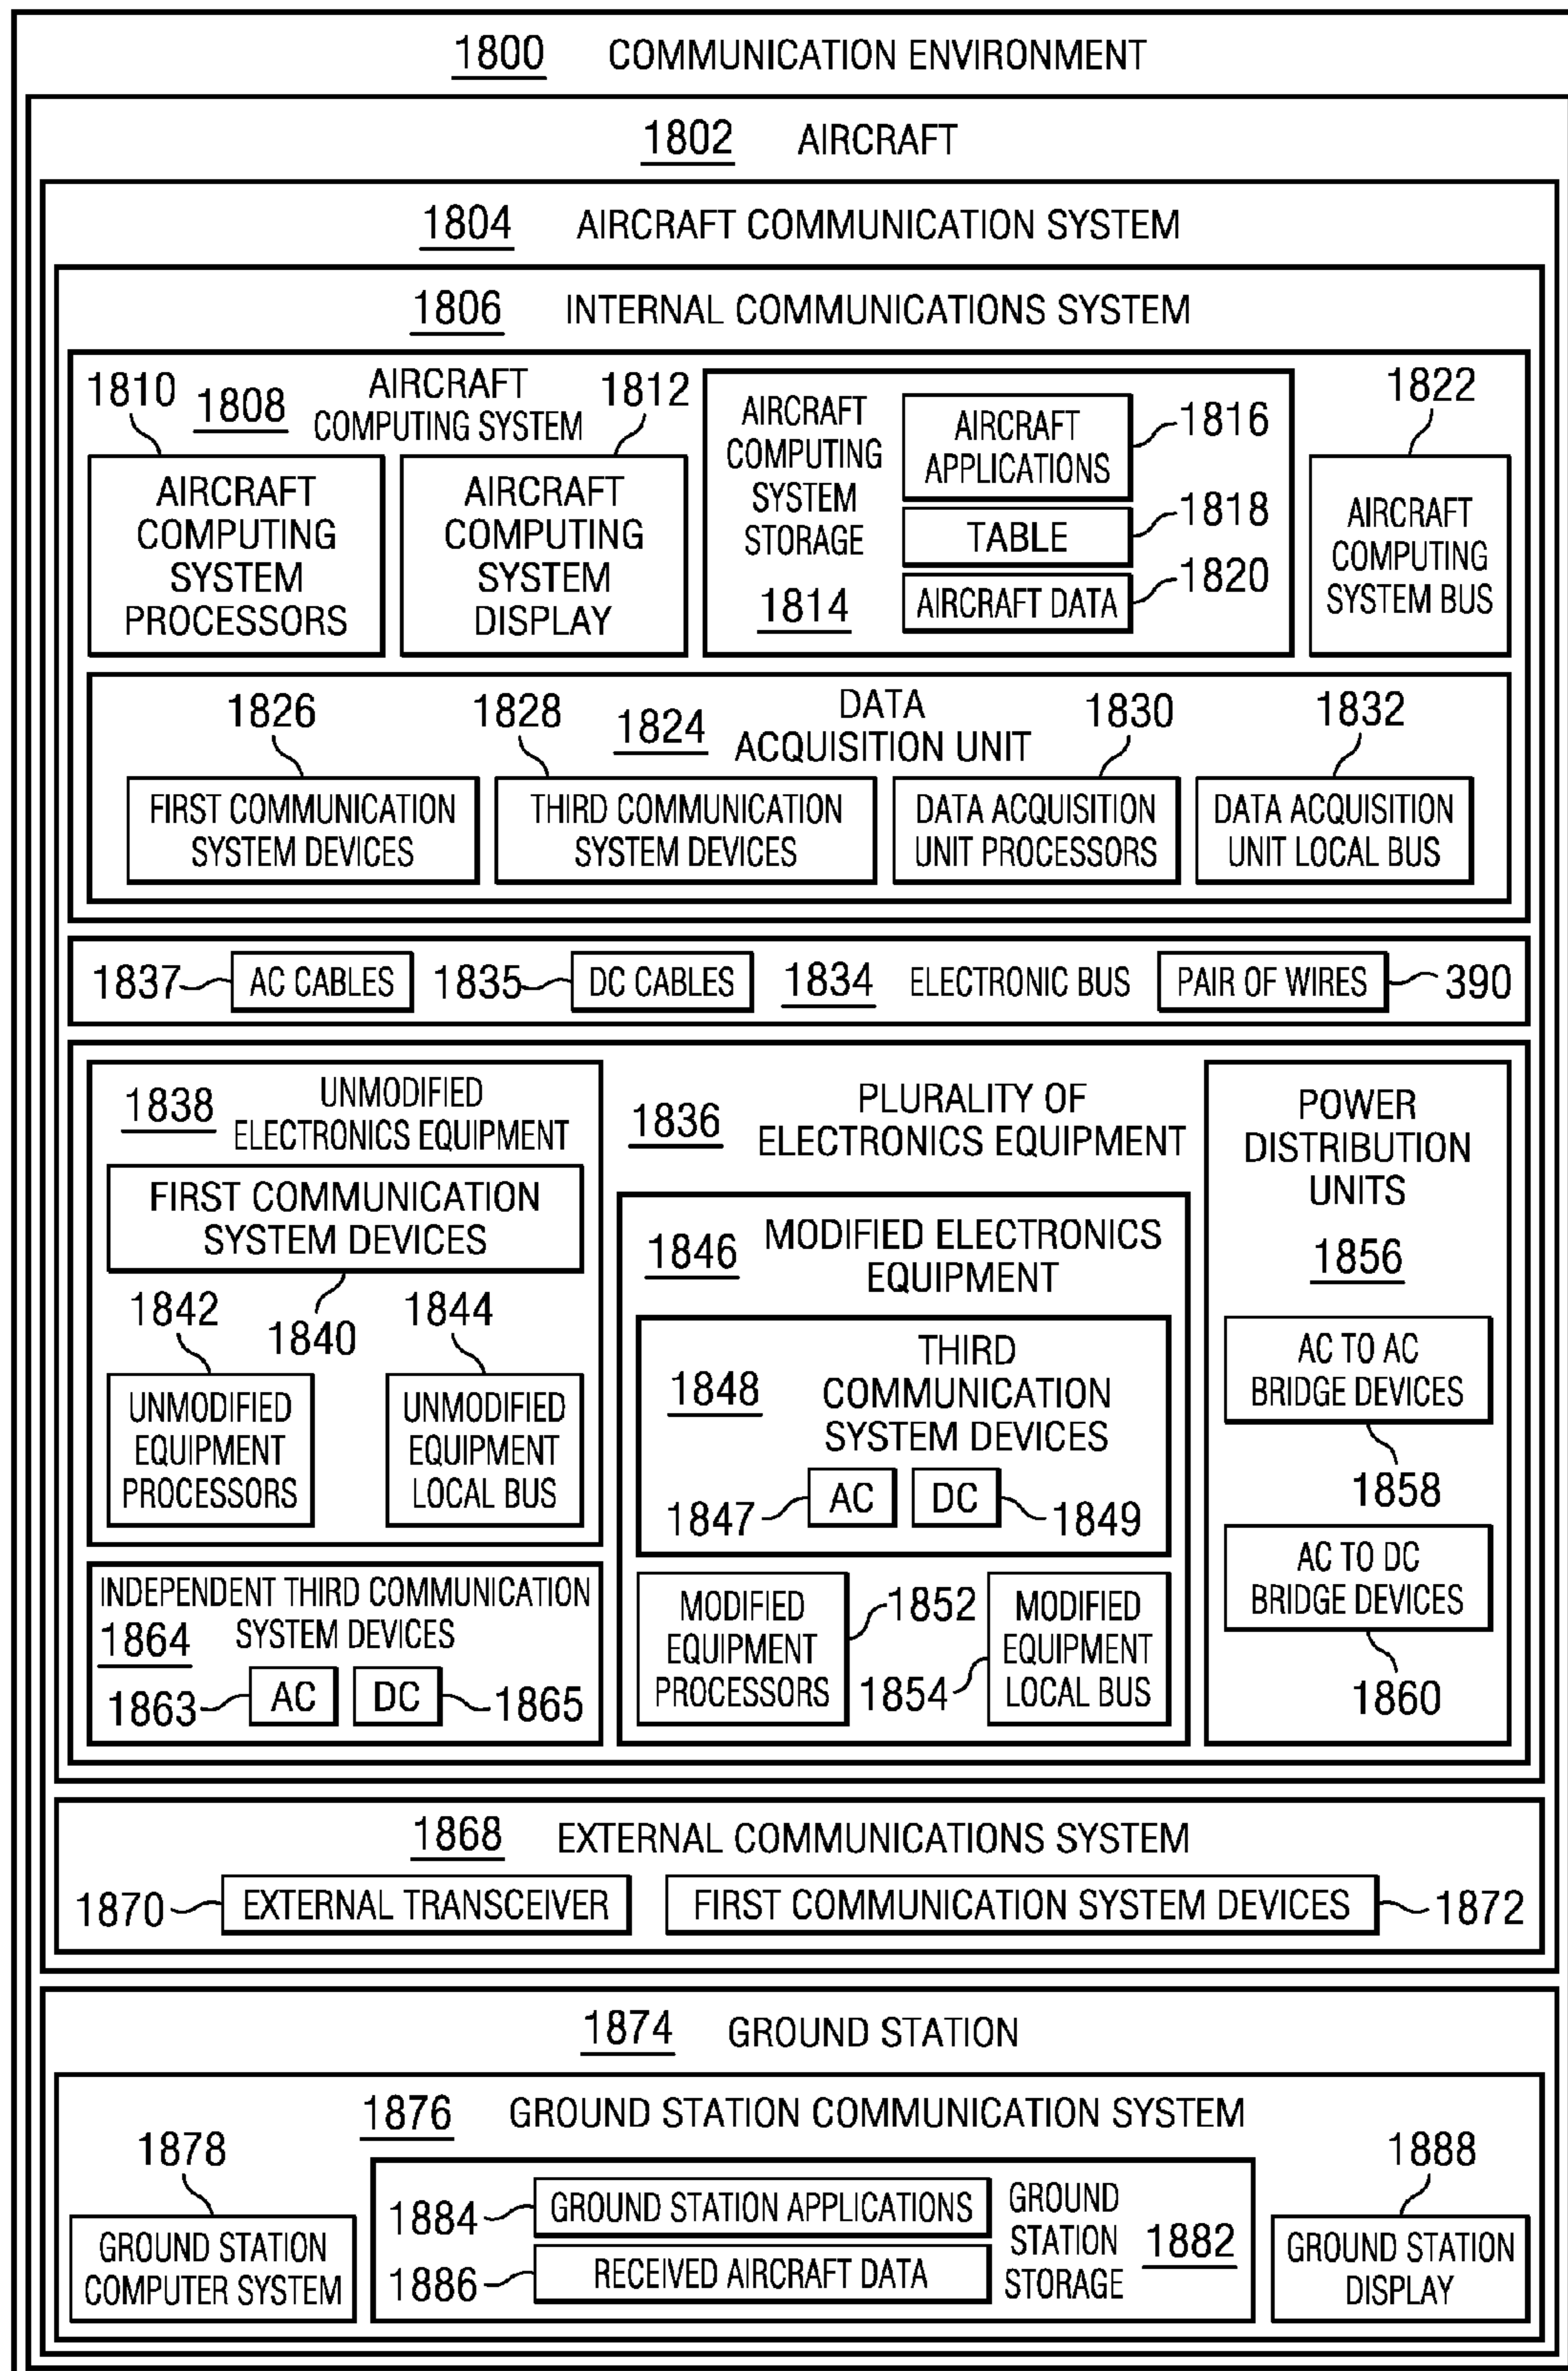 1800 COMMUNICATION ENVIRONMENT
1802 AIRCRAFT
1804 AIRCRAFT COMMUNICATION SYSTEM
1806 INTERNAL COMMUNICATIONS SYSTEM
1810
1808
AIRCRAFT
COMPUTING SYSTEM
1812
AIRCRAFT
COMPUTING
SYSTEM
PROCESSORS
AIRCRAFT
COMPUTING
SYSTEM
DISPLAY
AIRCRAFT
COMPUTING
SYSTEM
STORAGE
1814
AIRCRAFT
APPLICATIONS
1816
TABLE
1818
AIRCRAFT DATA
1820
1822
AIRCRAFT
COMPUTING
SYSTEM BUS
1824
DATA
ACQUISITION UNIT
1826
FIRST COMMUNICATION
SYSTEM DEVICES
1828
THIRD COMMUNICATION
SYSTEM DEVICES
1830
DATA ACQUISITION
UNIT PROCESSORS
1832
DATA ACQUISITION
UNIT LOCAL BUS
1837 AC CABLES 1835 DC CABLES 1834 ELECTRONIC BUS PAIR OF WIRES 390
1838
UNMODIFIED
ELECTRONICS EQUIPMENT
FIRST COMMUNICATION
SYSTEM DEVICES
1840
1842
UNMODIFIED
EQUIPMENT
PROCESSORS
1844
UNMODIFIED
EQUIPMENT
LOCAL BUS
INDEPENDENT THIRD COMMUNICATION
1864 SYSTEM DEVICES
1863 AC DC 1865
1836
PLURALITY OF
ELECTRONICS EQUIPMENT
1846
MODIFIED ELECTRONICS
EQUIPMENT
1848
THIRD
COMMUNICATION
SYSTEM DEVICES
1847 AC DC 1849
MODIFIED
EQUIPMENT
PROCESSORS
1852
1854
MODIFIED
EQUIPMENT
LOCAL BUS
POWER
DISTRIBUTION
UNITS
1856
AC TO AC
BRIDGE DEVICES
1858
AC TO DC
BRIDGE DEVICES
1860
1868 EXTERNAL COMMUNICATIONS SYSTEM
1870 EXTERNAL TRANSCEIVER FIRST COMMUNICATION SYSTEM DEVICES 1872
1874 GROUND STATION
1876 GROUND STATION COMMUNICATION SYSTEM
1878
GROUND STATION
COMPUTER SYSTEM
1884 GROUND STATION APPLICATIONS
1886 RECEIVED AIRCRAFT DATA
GROUND
STATION
STORAGE
1882
1888
GROUND STATION
DISPLAY